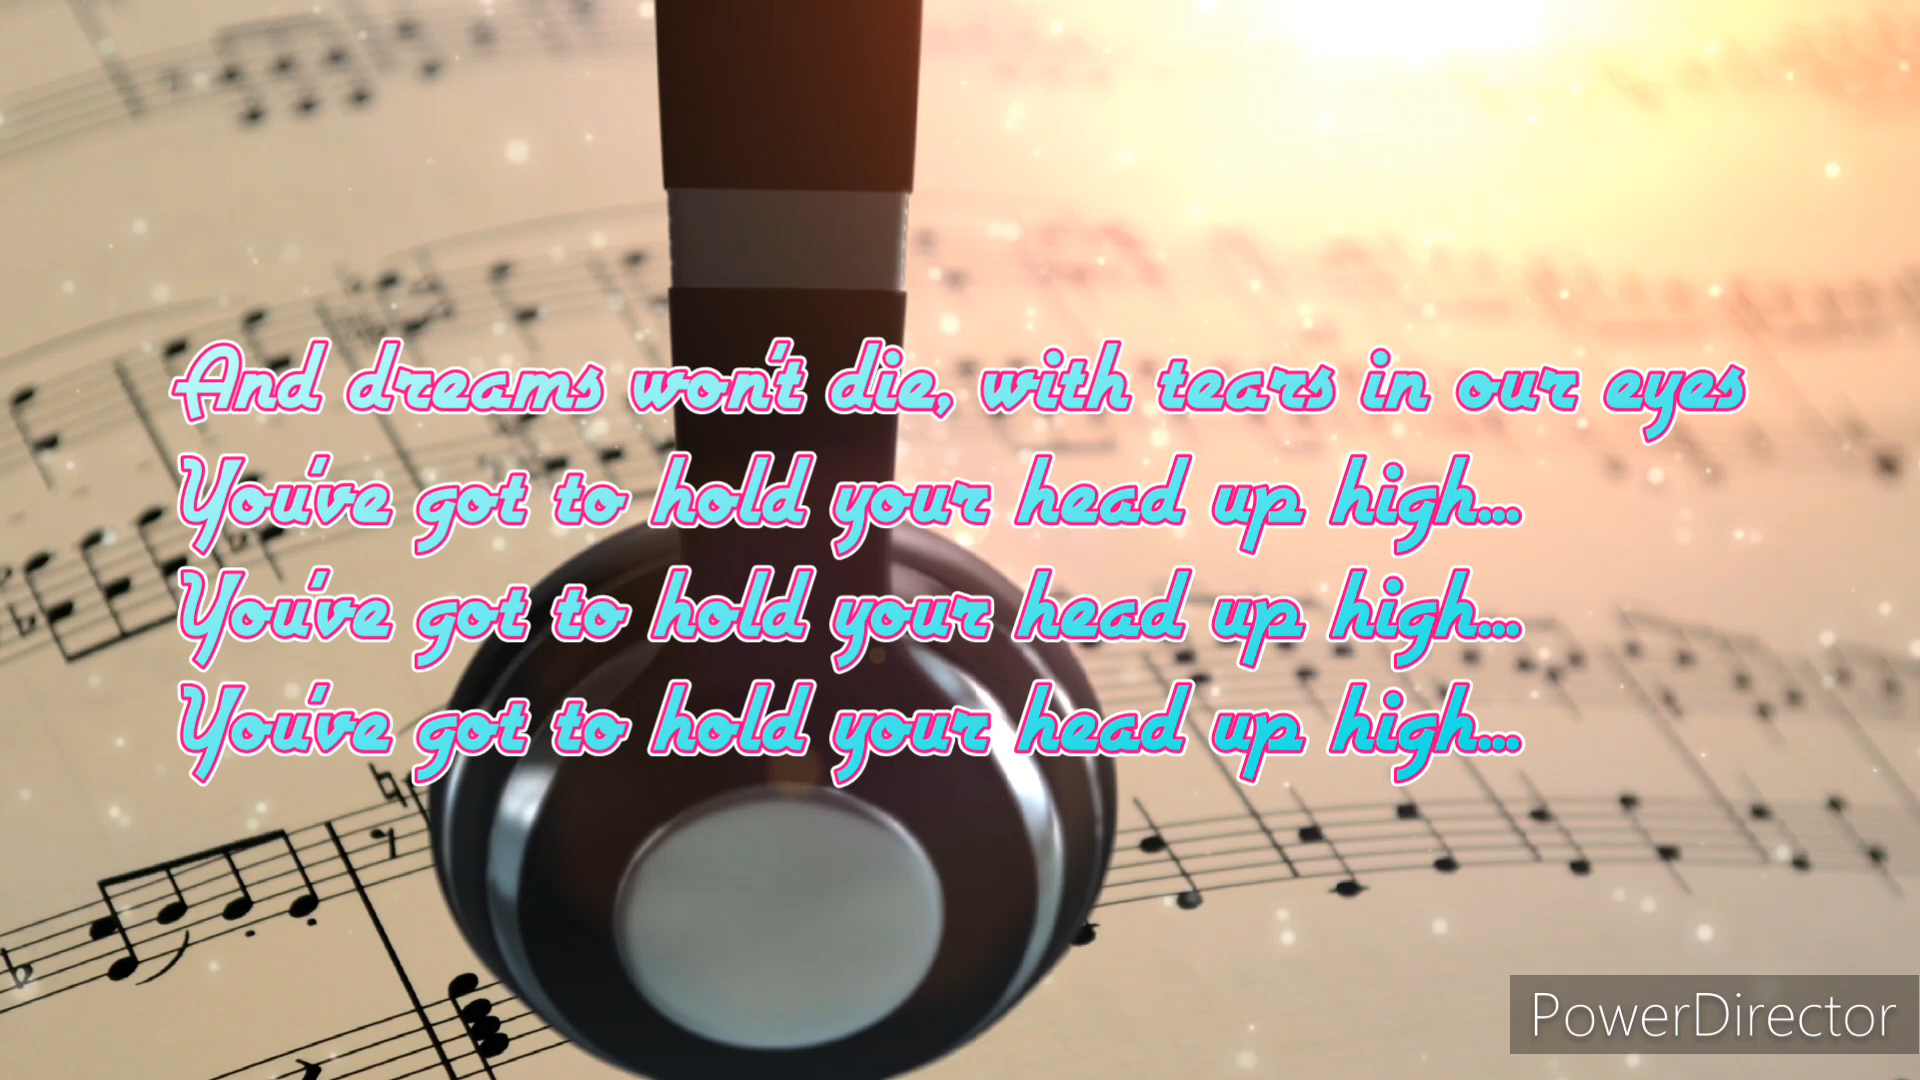 And dreams won't die, with tears in our eyes
You've got to hold your head up high...
You've got to hold your head up high...
You've got to hold your head up high...
PowerDirector